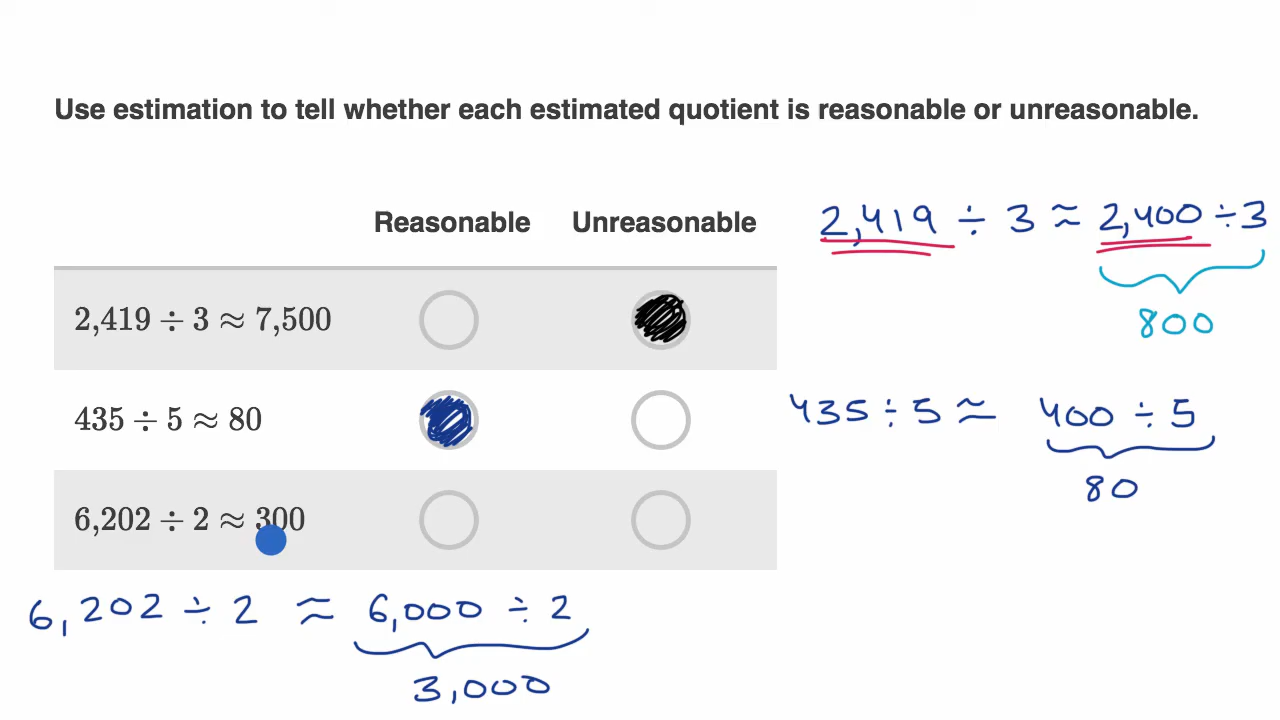 Use estimation to tell whether each estimated quotient is reasonable or unreasonable.
Reasonable Unreasonable
2,419 ÷ 3 ≈ 7,500
435 ÷ 5 ≈ 80
6,202 ÷ 2 ≈ 300
2,419 ÷ 3 ≈ 2,400 ÷ 3
800
435 ÷ 5 ≈ 400 ÷ 5
80
6,202 ÷ 2 ≈ 6,000 ÷ 2
3,000